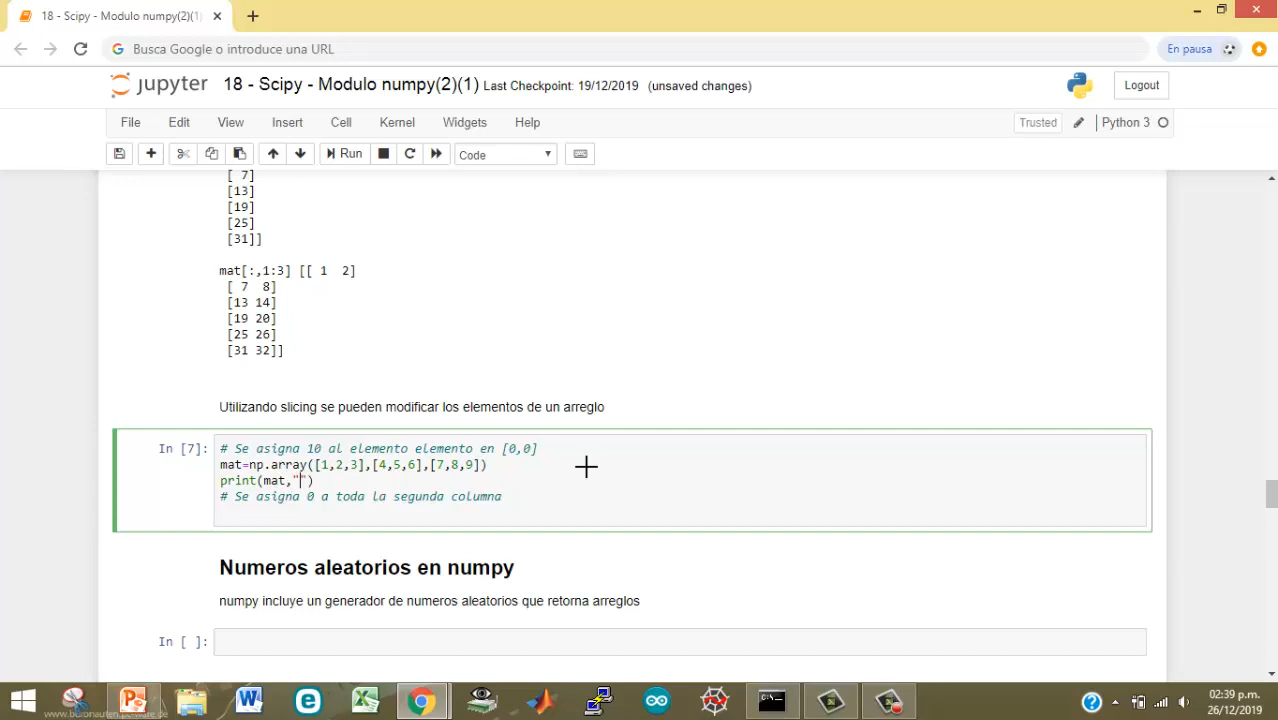 18 - Scipy - Modulo numpy(2)(1)
Busca Google o introduce una URL
En pausa
jupyter 18 - Scipy - Modulo numpy(2)(1) Last Checkpoint: 19/12/2019 (unsaved changes)
Logout
File Edit View Insert Cell Kernel Widgets Help
Trusted
Python 3
Run
Code
[ 7]
[13]
[19]
[25]
[31]]
mat[:,1:3] [[ 1  2]
[ 7  8]
[13 14]
[19 20]
[25 26]
[31 32]]
Utilizando slicing se pueden modificar los elementos de un arreglo
In [7]:
# Se asigna 10 al elemento elemento en [0,0]
mat=np.array([1,2,3],[4,5,6],[7,8,9])
print(mat,"")
# Se asigna 0 a toda la segunda columna
Numeros aleatorios en numpy
numpy incluye un generador de numeros aleatorios que retorna arreglos
In [ ]:
02:39 p.m.
26/12/2019